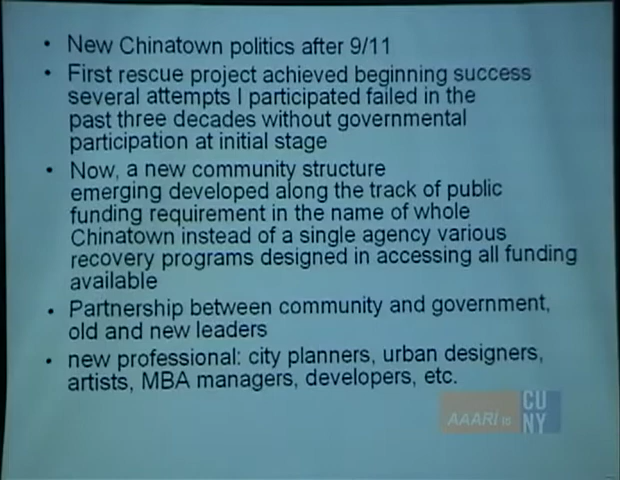 • New Chinatown politics after 9/11
• First rescue project achieved beginning success
several attempts I participated failed in the
past three decades without governmental
participation at initial stage
• Now, a new community structure
emerging developed along the track of public
funding requirement in the name of whole
Chinatown instead of a single agency various
recovery programs designed in accessing all funding
available
• Partnership between community and government,
old and new leaders
• new professional: city planners, urban designers,
artists, MBA managers, developers, etc.
AAARI is CU
NY